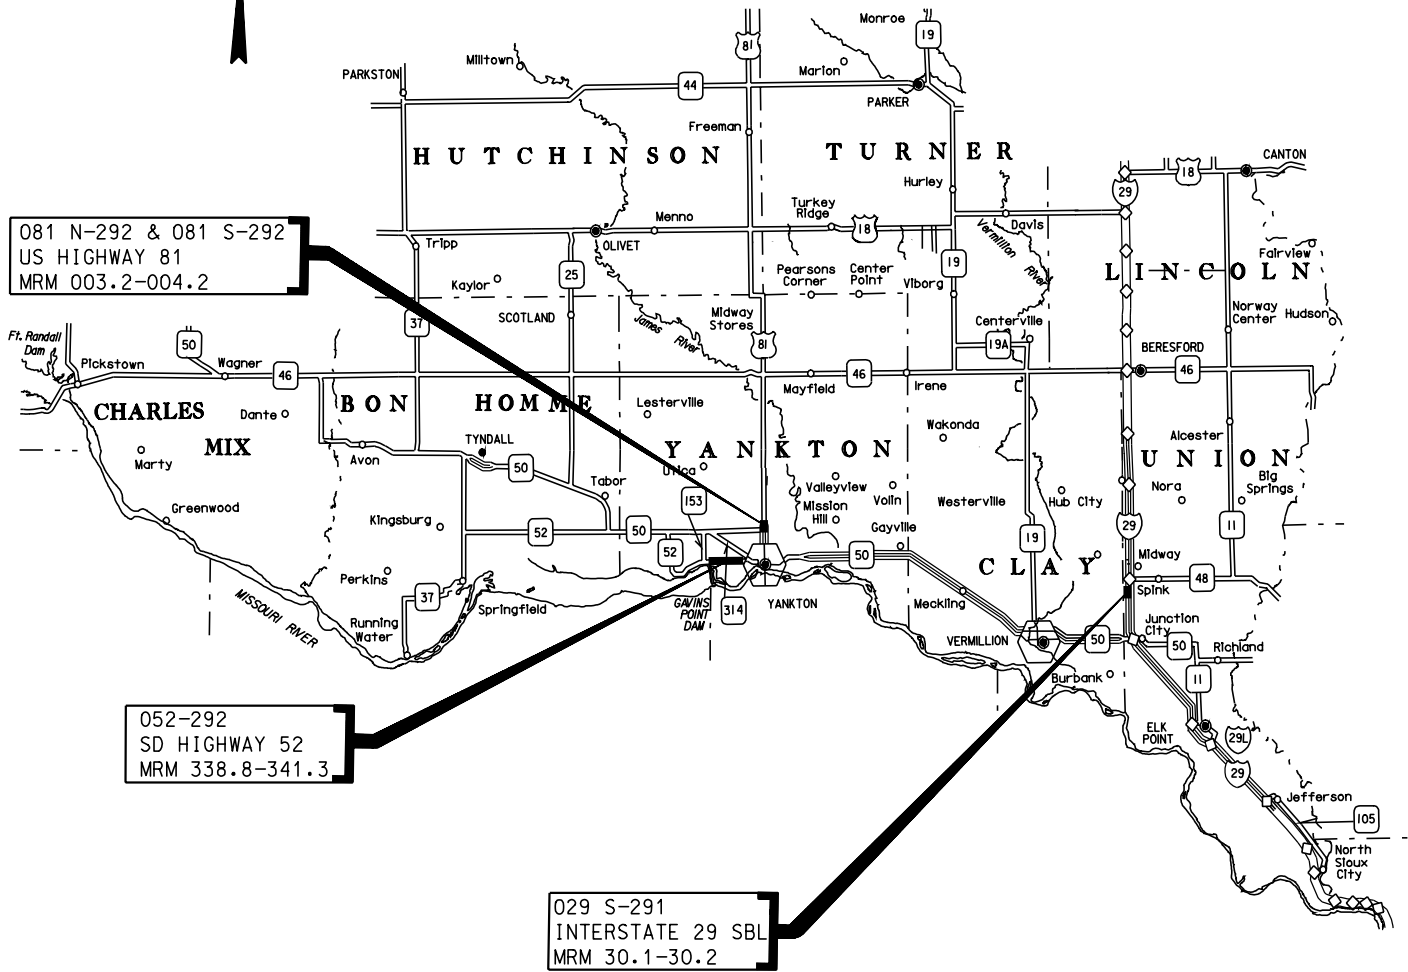 Monroe
19
81
Milltown
Marion
PARKSTON
44
PARKER
Freeman
HUTCHINSON
TURNER
CANTON
18
Hurley
29
Turkey
Ridge
Menno
18
Davis
Vermillion River
081 N-292 & 081 S-292
US HIGHWAY 81
MRM 003.2-004.2
Tripp
OLIVET
Fairview
25
Kaylor
Pearsons
Corner
Center
Point
19
Viborg
LINCOLN
SCOTLAND
37
James River
Midway
Stores
81
Centerville
19A
Norway
Center
Hudson
Ft. Randall
Dam
50
Pickstown
Wagner
46
BERESFORD
46
46
Mayfield
Irene
CHARLES
MIX
Dante
BON HOMME
Lesterville
Wakonda
Alcester
TYNDALL
YANKTON
UNION
Marty
Avon
50
Utica
Valleyview
Volin
Westerville
Hub City
Nora
Big
Springs
Greenwood
Tabor
153
Mission
Hill
Kingsburg
52
50
52
Gayville
50
19
29
11
Midway
CLAY
48
Spink
Perkins
37
Springfield
MISSOURI RIVER
Running
Water
GAVINS
POINT
DAM
314
YANKTON
Meckling
VERMILLION
50
Junction
City
50
Richland
Burbank
11
052-292
SD HIGHWAY 52
MRM 338.8-341.3
ELK
POINT
29L
29
Jefferson
105
North
Sioux
City
029 S-291
INTERSTATE 29 SBL
MRM 30.1-30.2